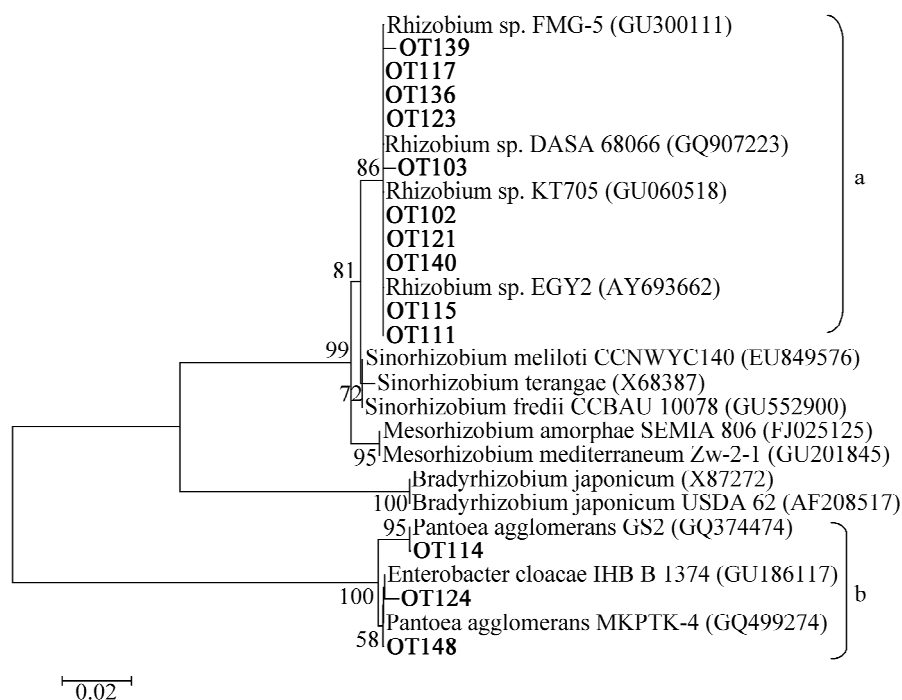 Rhizobium sp. FMG-5 (GU300111)
OT139
OT117
OT136
OT123
Rhizobium sp. DASA 68066 (GQ907223)
86
OT103
a
Rhizobium sp. KT705 (GU060518)
OT102
OT121
OT140
81
Rhizobium sp. EGY2 (AY693662)
OT115
OT111
99
Sinorhizobium meliloti CCNWYC140 (EU849576)
Sinorhizobium terangae (X68387)
72
Sinorhizobium fredii CCBAU 10078 (GU552900)
Mesorhizobium amorphae SEMIA 806 (FJ025125)
95
Mesorhizobium mediterraneum Zw-2-1 (GU201845)
Bradyrhizobium japonicum (X87272)
100
Bradyrhizobium japonicum USDA 62 (AF208517)
95
Pantoea agglomerans GS2 (GQ374474)
OT114
Enterobacter cloacae IHB B 1374 (GU186117)
100
OT124
b
Pantoea agglomerans MKPTK-4 (GQ499274)
58
OT148
0.02